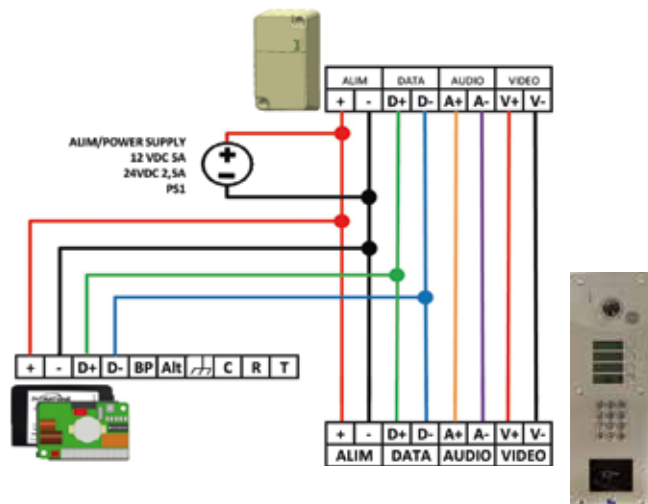 ALIM DATA AUDIO VIDEO
+ - D+ D- A+ A- V+ V-
ALIM/POWER SUPPLY
12 VDC 5A
24VDC 2,5A
PS1
+
-
+ - D+ D- BP Alt C R T
+ - D+ D- A+ A- V+ V-
ALIM DATA AUDIO VIDEO